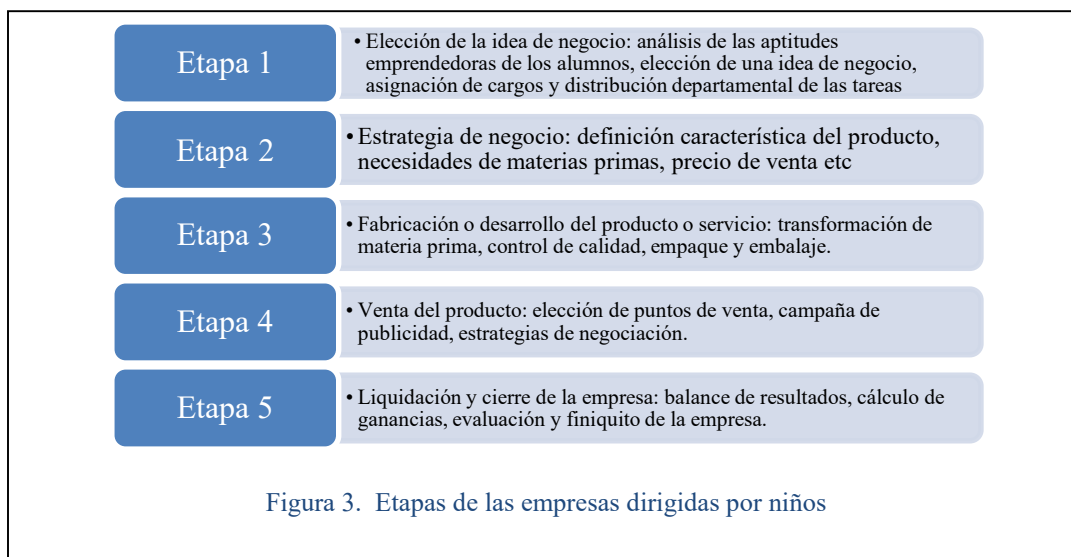 Etapa 1
• Elección de la idea de negocio: análisis de las aptitudes
emprendedoras de los alumnos, elección de una idea de negocio,
asignación de cargos y distribución departamental de las tareas
Etapa 2
• Estrategia de negocio: definición característica del producto,
necesidades de materias primas, precio de venta etc
Etapa 3
• Fabricación o desarrollo del producto o servicio: transformación de
materia prima, control de calidad, empaque y embalaje.
Etapa 4
• Venta del producto: elección de puntos de venta, campaña de
publicidad, estrategias de negociación.
Etapa 5
• Liquidación y cierre de la empresa: balance de resultados, cálculo de
ganancias, evaluación y finiquito de la empresa.
Figura 3. Etapas de las empresas dirigidas por niños